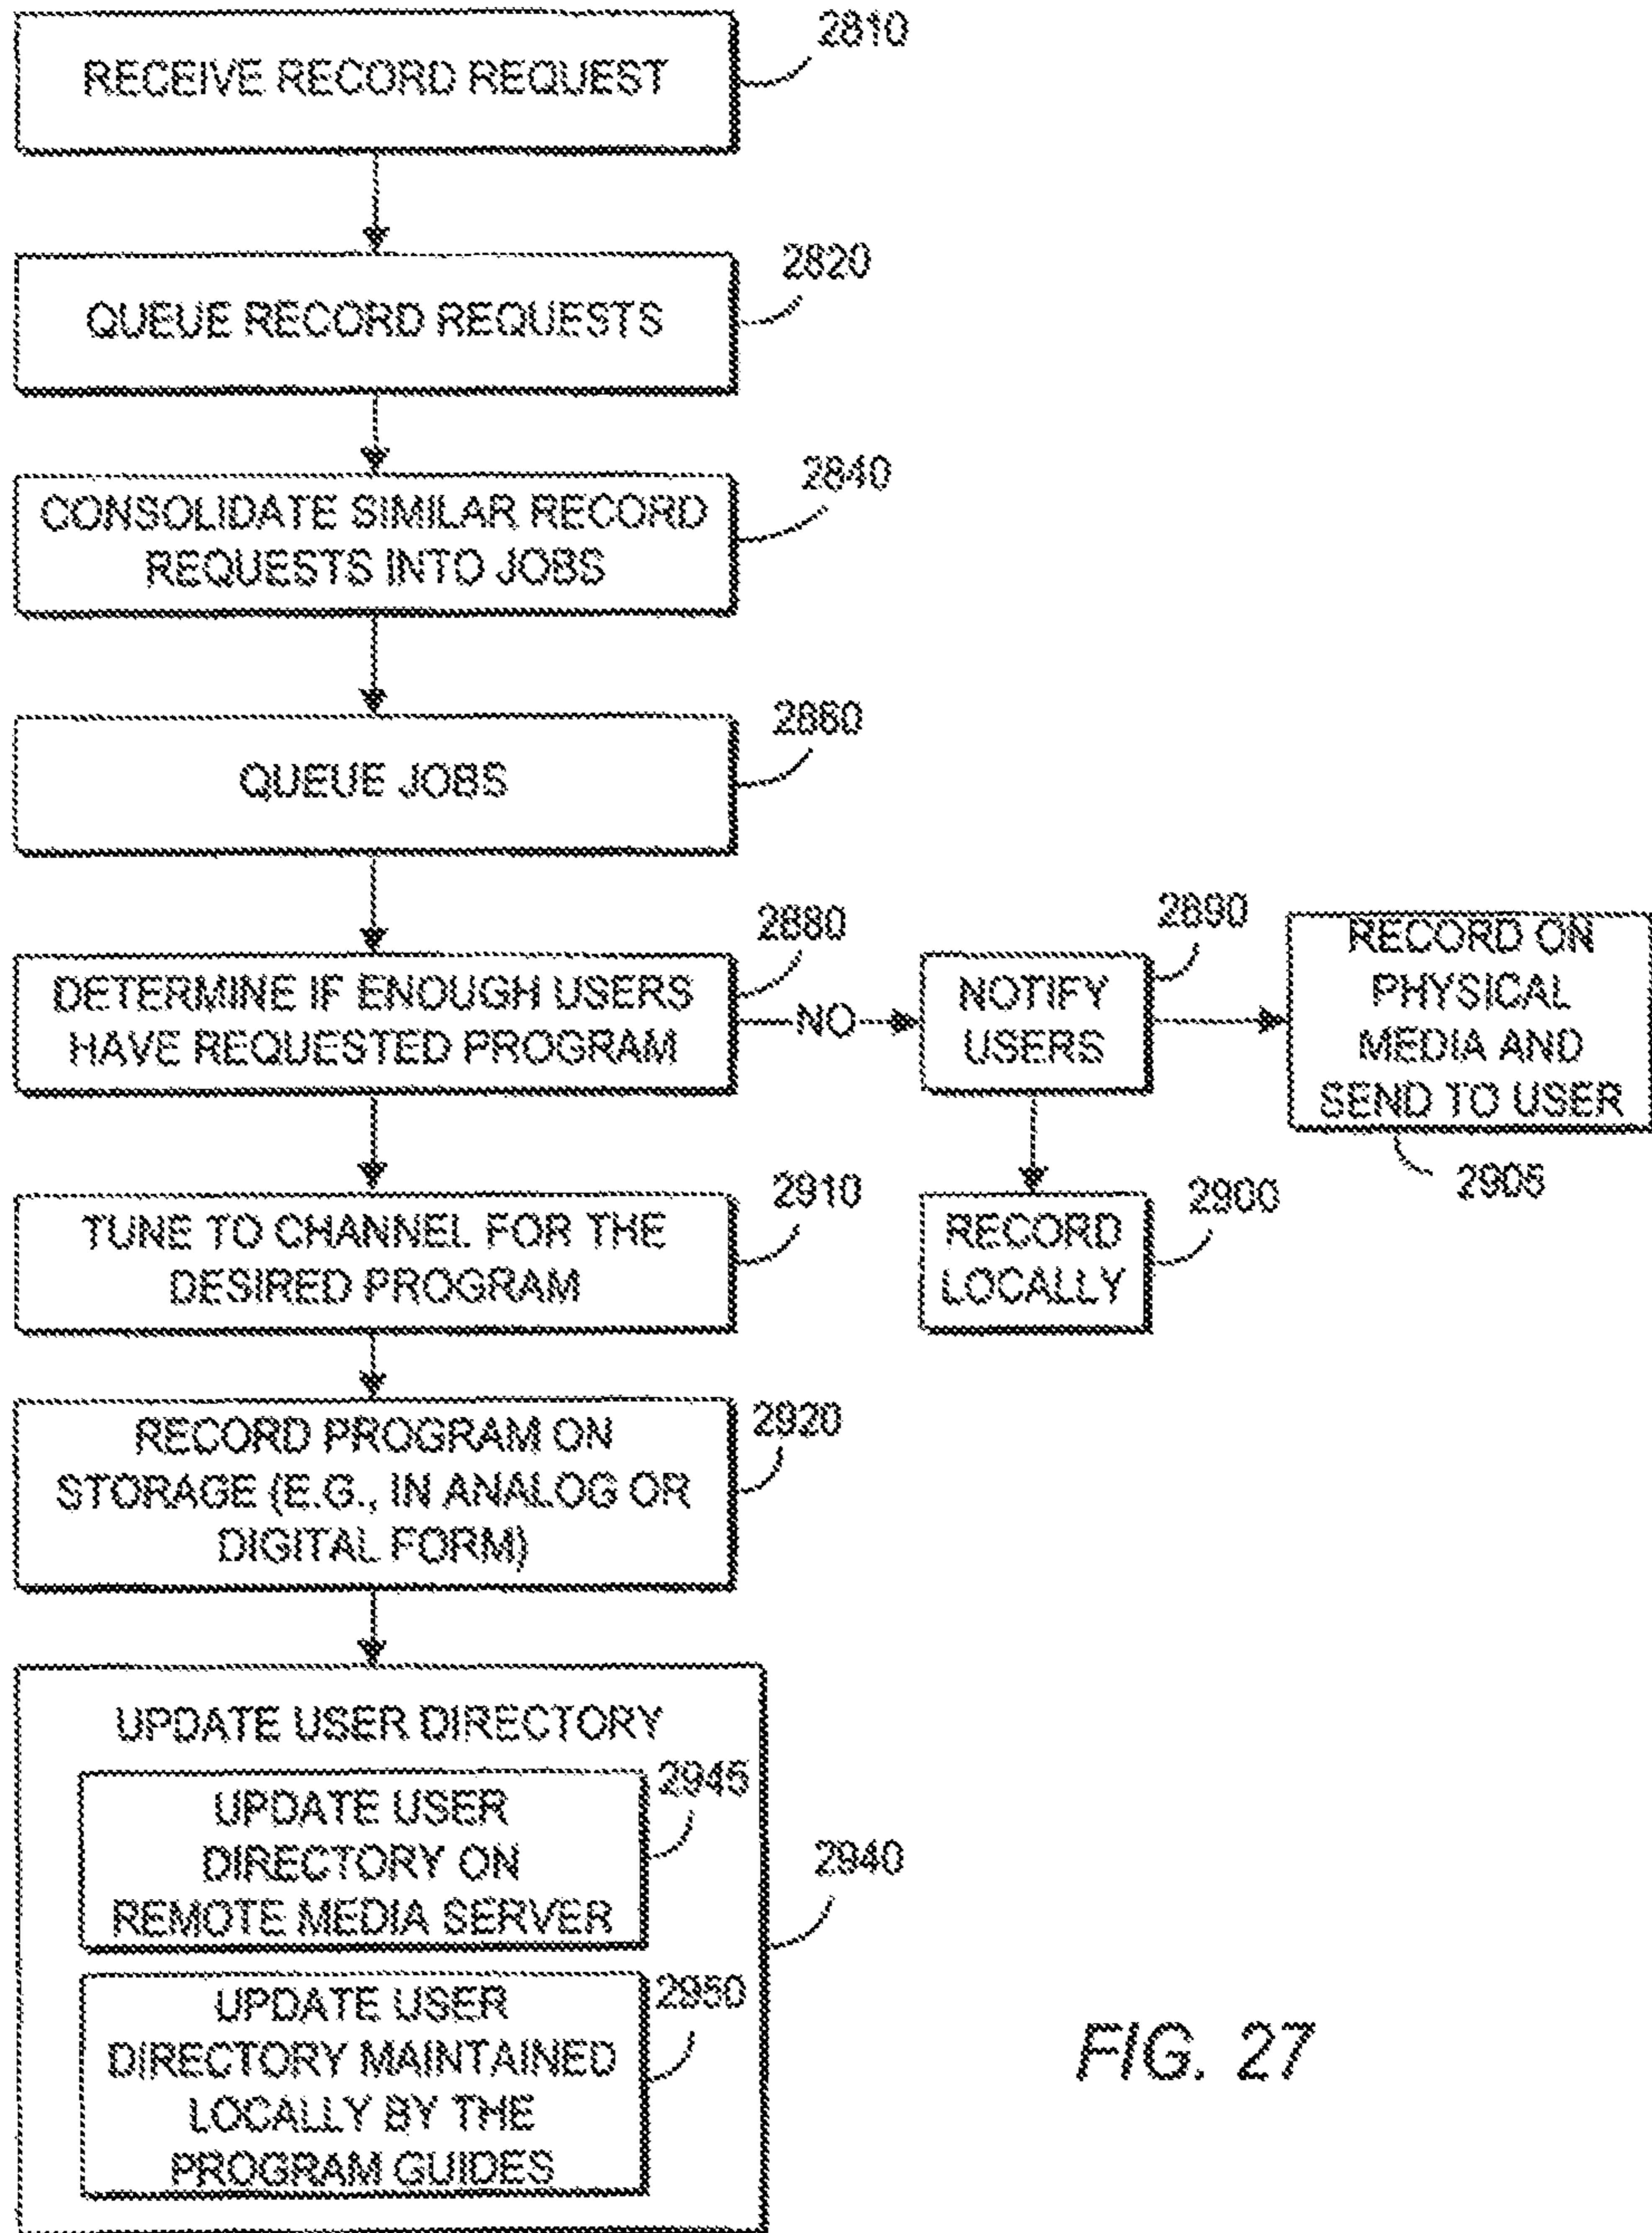 RECEIVE RECORD REQUEST
2810
QUEUE RECORD REQUESTS
2820
CONSOLIDATE SIMILAR RECORD
REQUESTS INTO JOBS
2840
QUEUE JOBS
2860
DETERMINE IF ENOUGH USERS
HAVE REQUESTED PROGRAM
2880
NO
NOTIFY
USERS
2890
RECORD ON
PHYSICAL
MEDIA AND
SEND TO USER
2905
TUNE TO CHANNEL FOR THE
DESIRED PROGRAM
2910
RECORD
LOCALLY
2900
RECORD PROGRAM ON
STORAGE (E.G., IN ANALOG OR
DIGITAL FORM)
2920
UPDATE USER DIRECTORY
UPDATE USER
DIRECTORY ON
REMOTE MEDIA SERVER
2945
2940
UPDATE USER
DIRECTORY MAINTAINED
LOCALLY BY THE
PROGRAM GUIDES
2950
FIG. 27